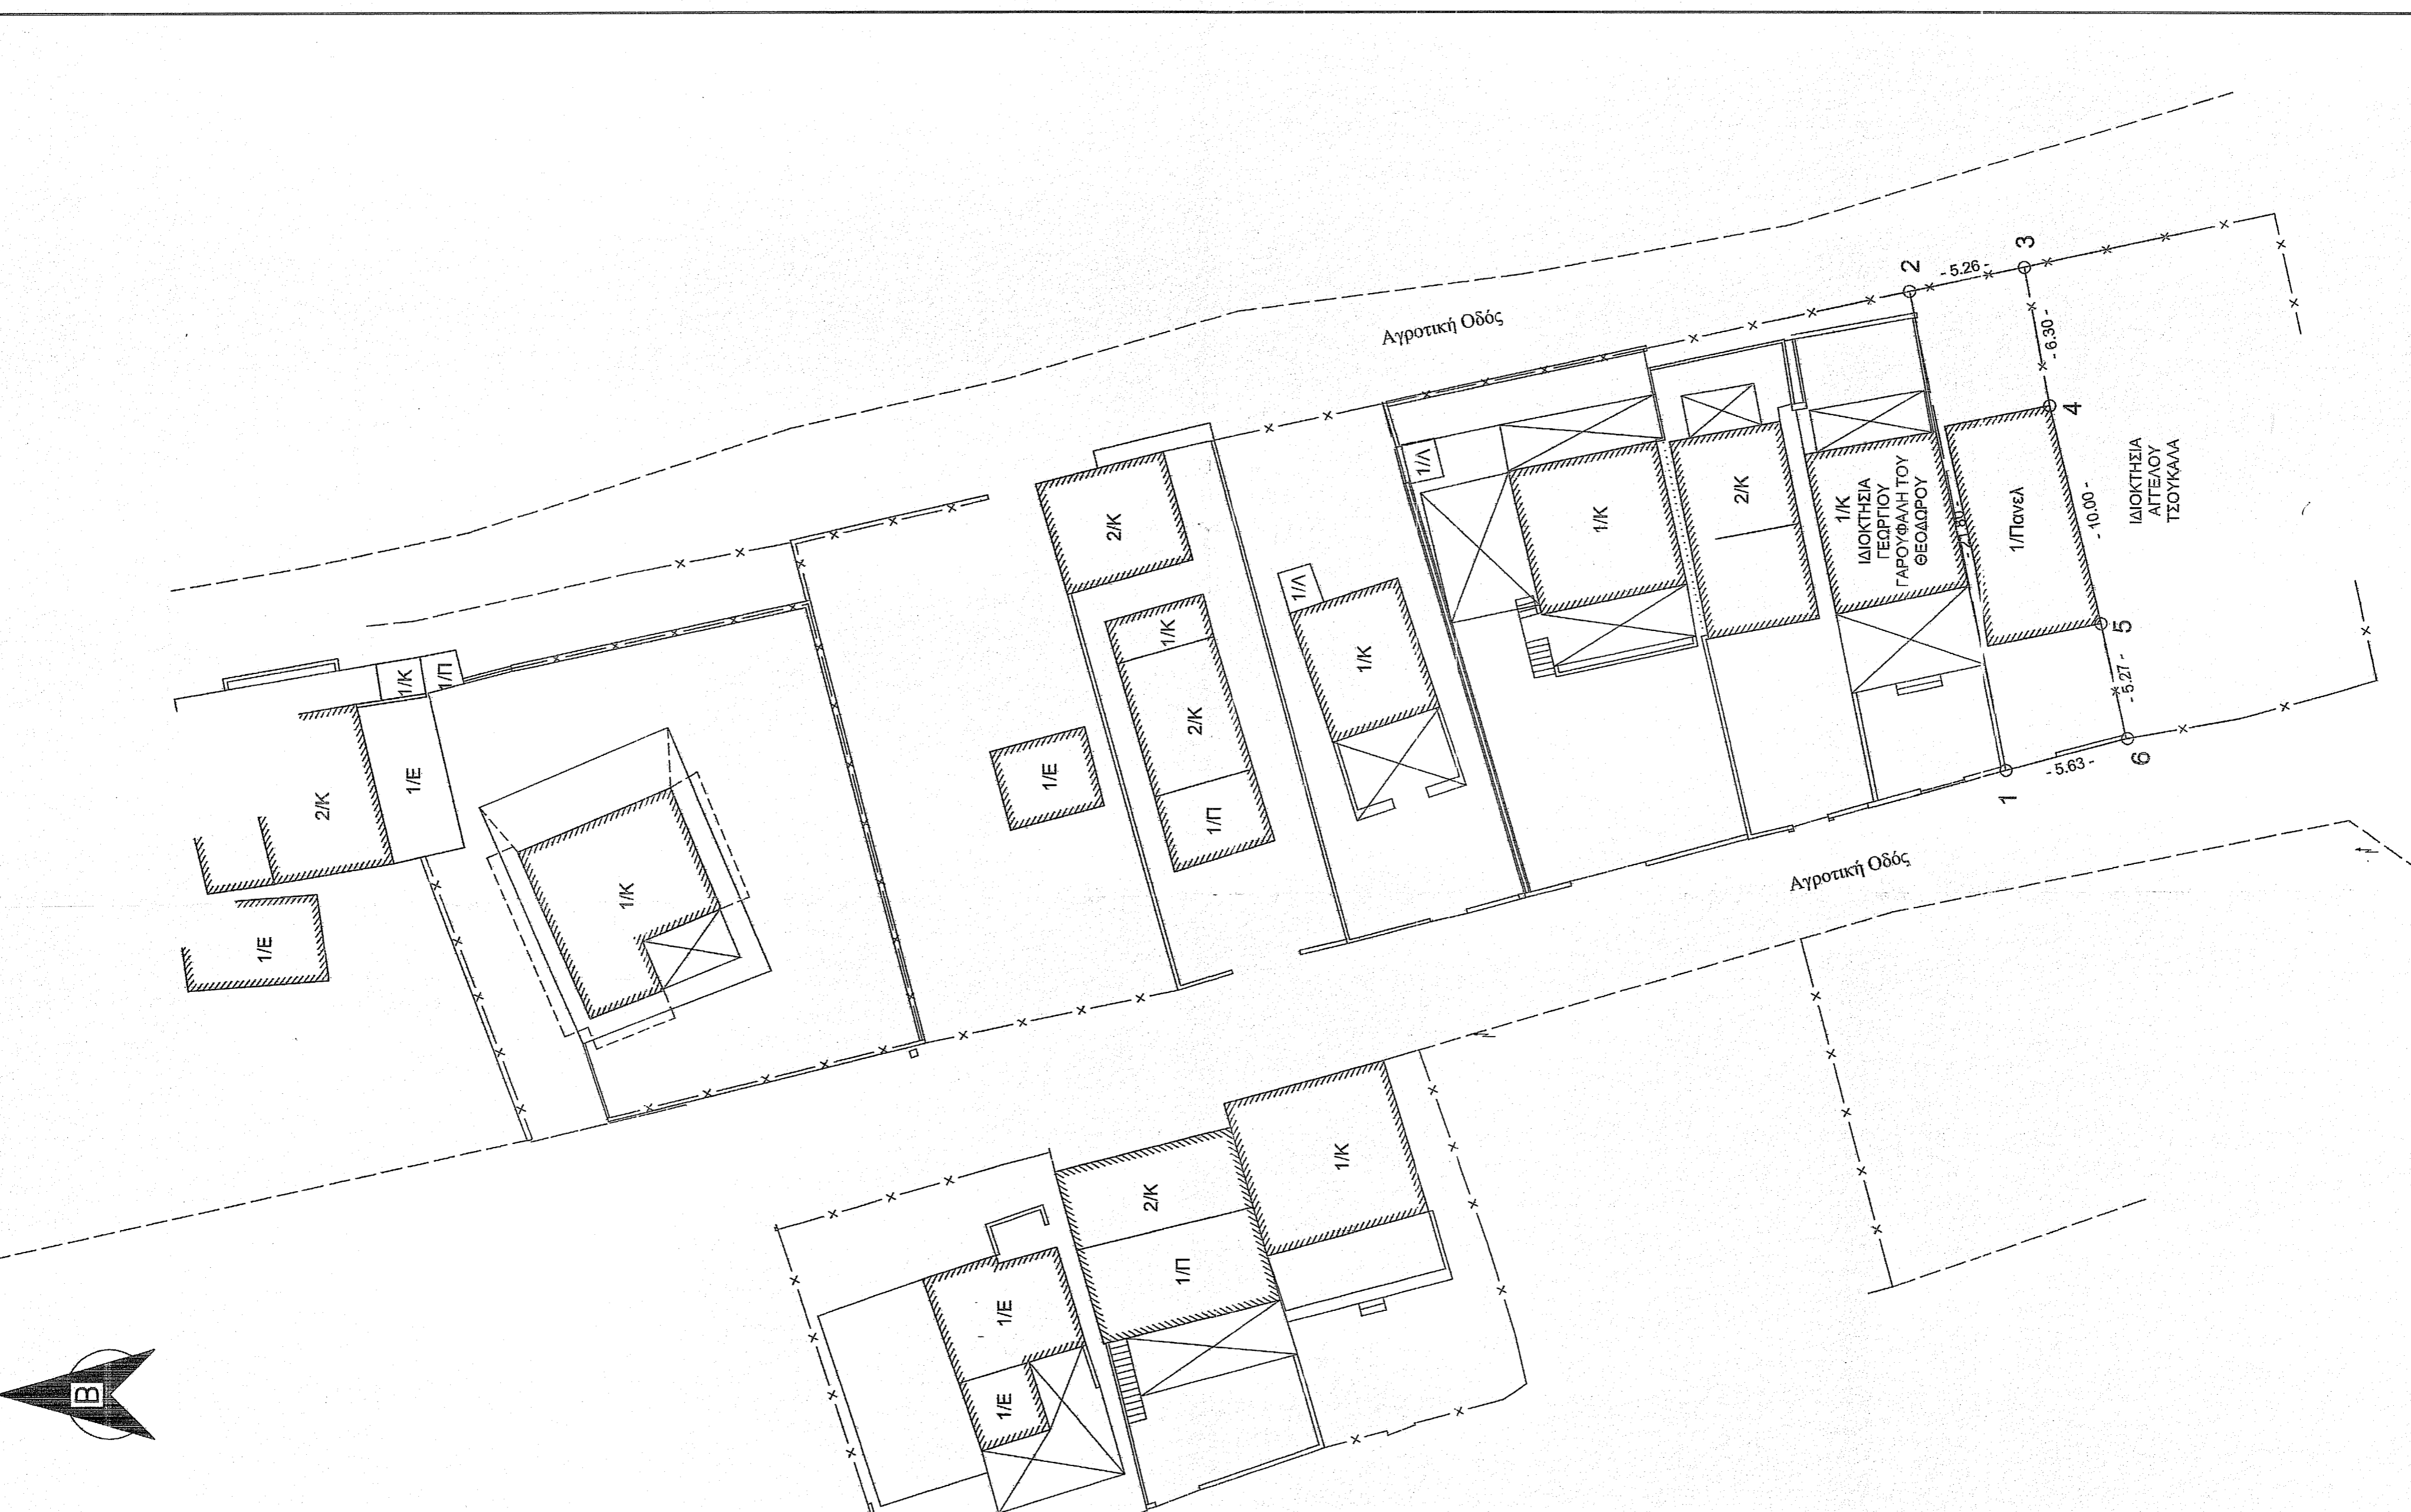 Αγροτική Οδός
2
- 5.26 -
3
- 6.30 -
4
ΙΔΙΟΚΤΗΣΙΑ
ΑΓΓΕΛΟΥ
ΤΣΟΥΚΑΛΑ
- 10.00 -
5
- 5.27 -
6
- 5.63 -
1
1/Πανελ
1/Κ
ΙΔΙΟΚΤΗΣΙΑ
ΓΕΩΡΓΙΟΥ
ΓΑΡΟΥΦΑΛΗ ΤΟΥ
ΘΕΟΔΩΡΟΥ
2/Κ
1/Κ
1/Λ
1/Λ
1/Κ
2/Κ
1/Κ
2/Κ
1/Π
1/Ε
1/Κ
1/Π
1/Ε
2/Κ
1/Ε
1/Κ
Αγροτική Οδός
1/Κ
2/Κ
1/Π
1/Ε
1/Ε
Β